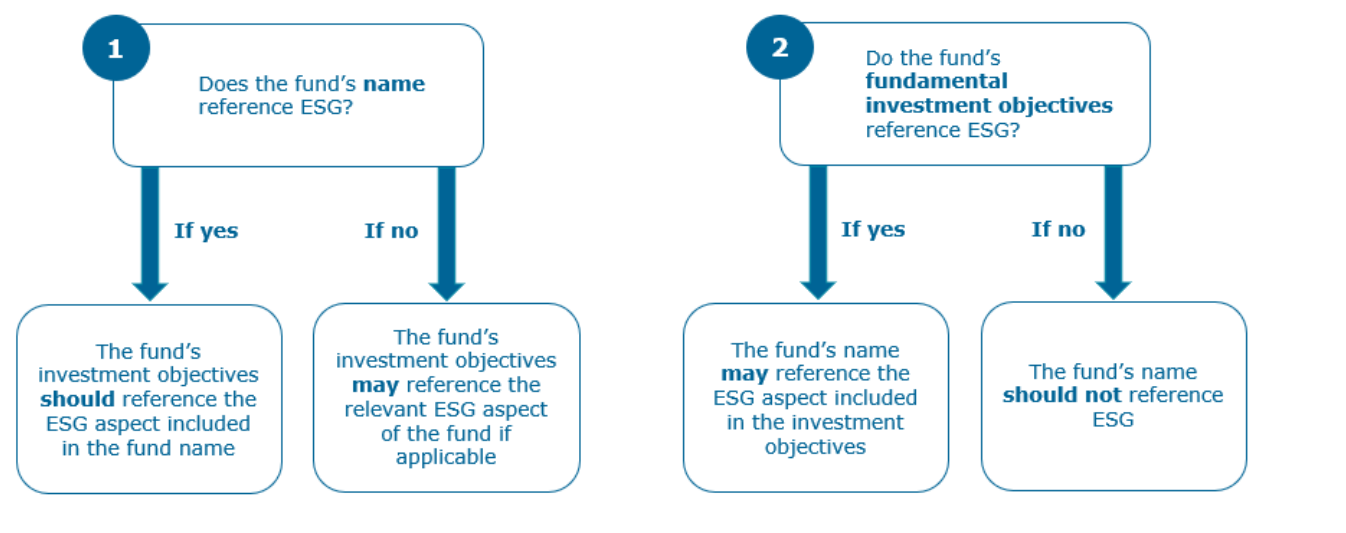 1
Does the fund's name
reference ESG?
If yes
If no
The fund's
investment objectives
should reference the
ESG aspect included
in the fund name
The fund's
investment objectives
may reference the
relevant ESG aspect
of the fund if
applicable
2
Do the fund's
fundamental
investment objectives
reference ESG?
If yes
If no
The fund's name
may reference the
ESG aspect included
in the investment
objectives
The fund's name
should not reference
ESG